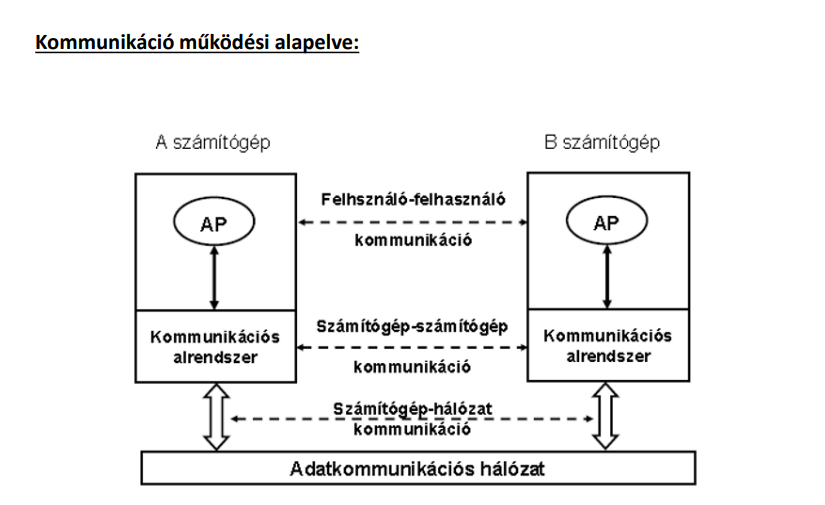 Kommunikáció működési alapelve:
A számítógép
B számítógép
Felhsználó-felhasználó
AP
AP
kommunikáció
Számítógép-számítógép
Kommunikációs
alrendszer
Kommunikációs
alrendszer
kommunikáció
Számítógép-hálózat
kommunikáció
Adatkommunikációs hálózat